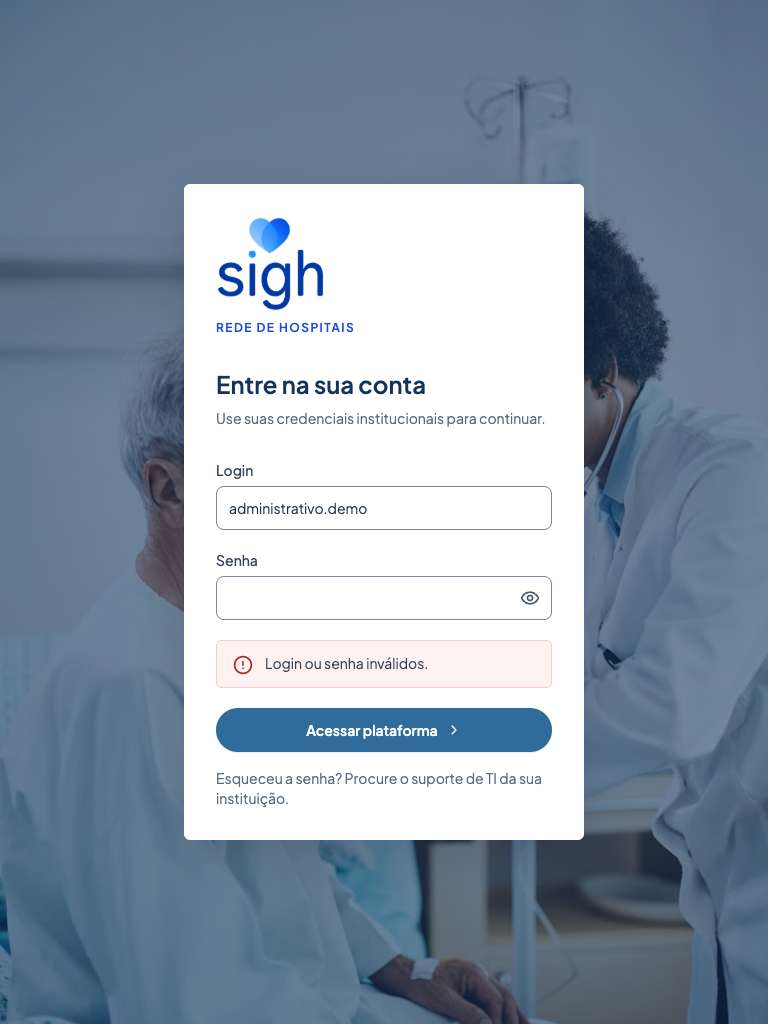 sigh
REDE DE HOSPITAIS
Entre na sua conta
Use suas credenciais institucionais para continuar.
Login
administrativo.demo
Senha
Login ou senha inválidos.
Acessar plataforma
Esqueceu a senha? Procure o suporte de TI da sua
instituição.